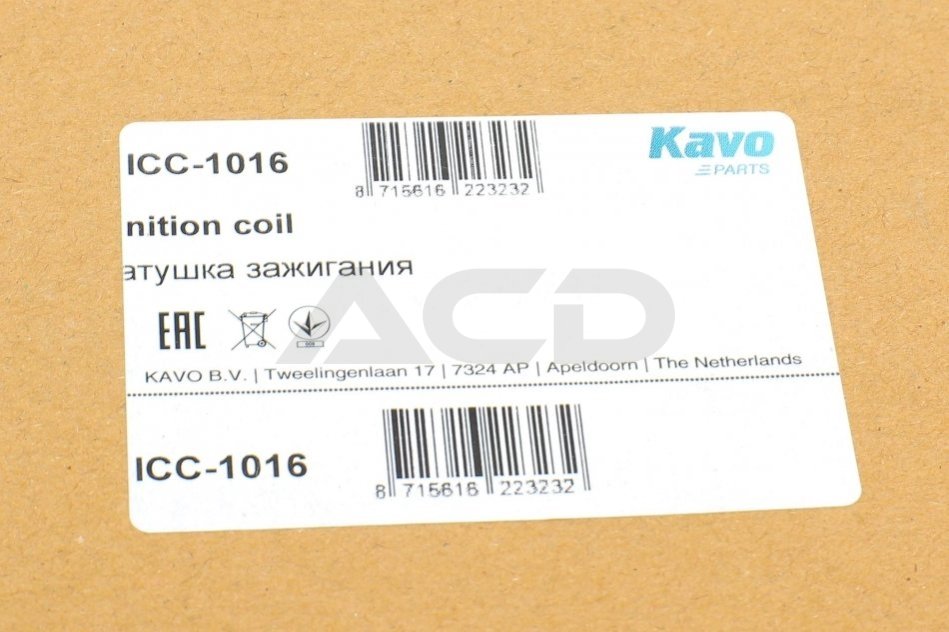 ICC-1016
8 715616 223232
Kavo
PARTS
nition coil
атушка зажигания
EAC
ACD
KAVO B.V. | Tweelingenlaan 17 | 7324 AP | Apeldoorn | The Netherlands
ICC-1016
8 715616 223232